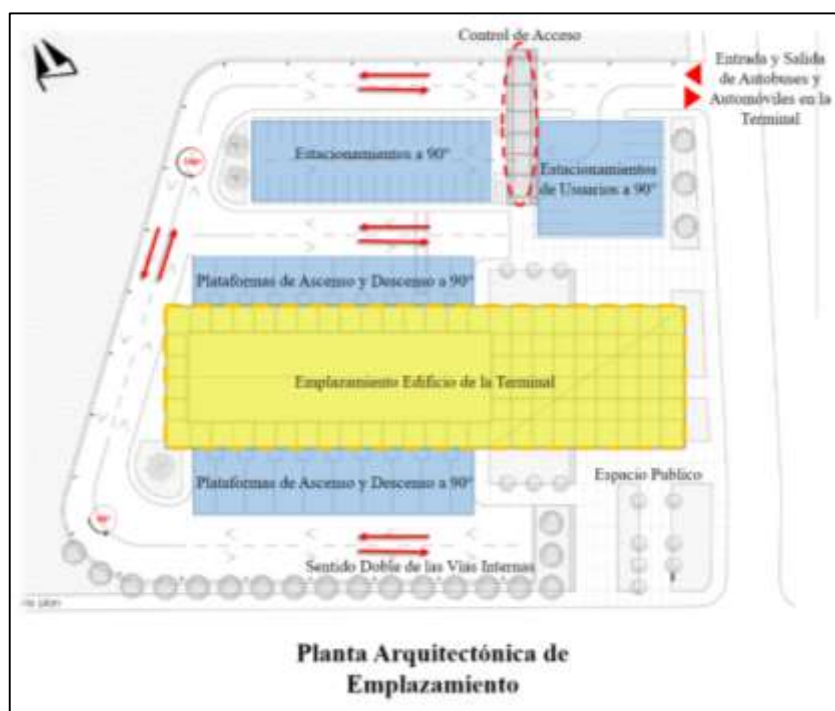 Control de Acceso
Entrada y Salida
de Autobuses y
Automóviles en la
Terminal
Estacionamientos a 90°
Estacionamientos
de Usuarios a 90°
Plataformas de Ascenso y Descenso a 90°
Emplazamiento Edificio de la Terminal
Plataformas de Ascenso y Descenso a 90°
Espacio Publico
90°
Sentido Doble de las Vías Internas
Planta Arquitectónica de
Emplazamiento